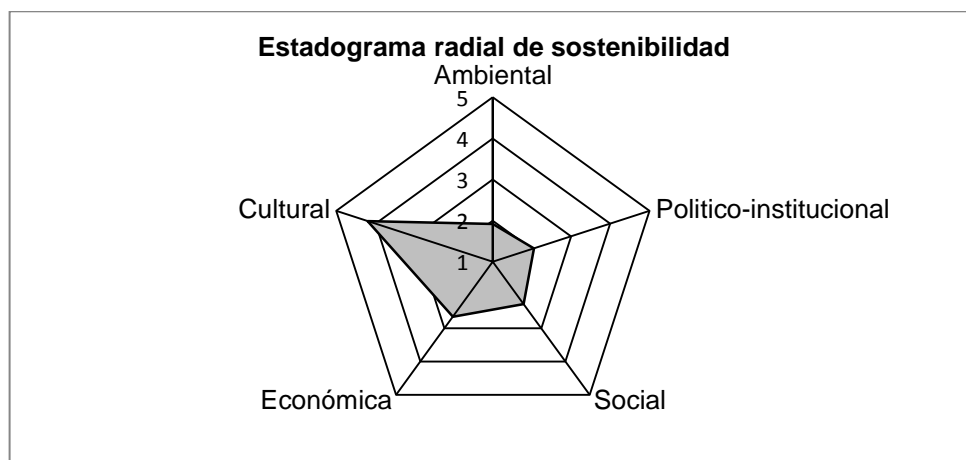 Estadograma radial de sostenibilidad
Ambiental
5
4
3
2
1
Cultural
Politico-institucional
Económica
Social